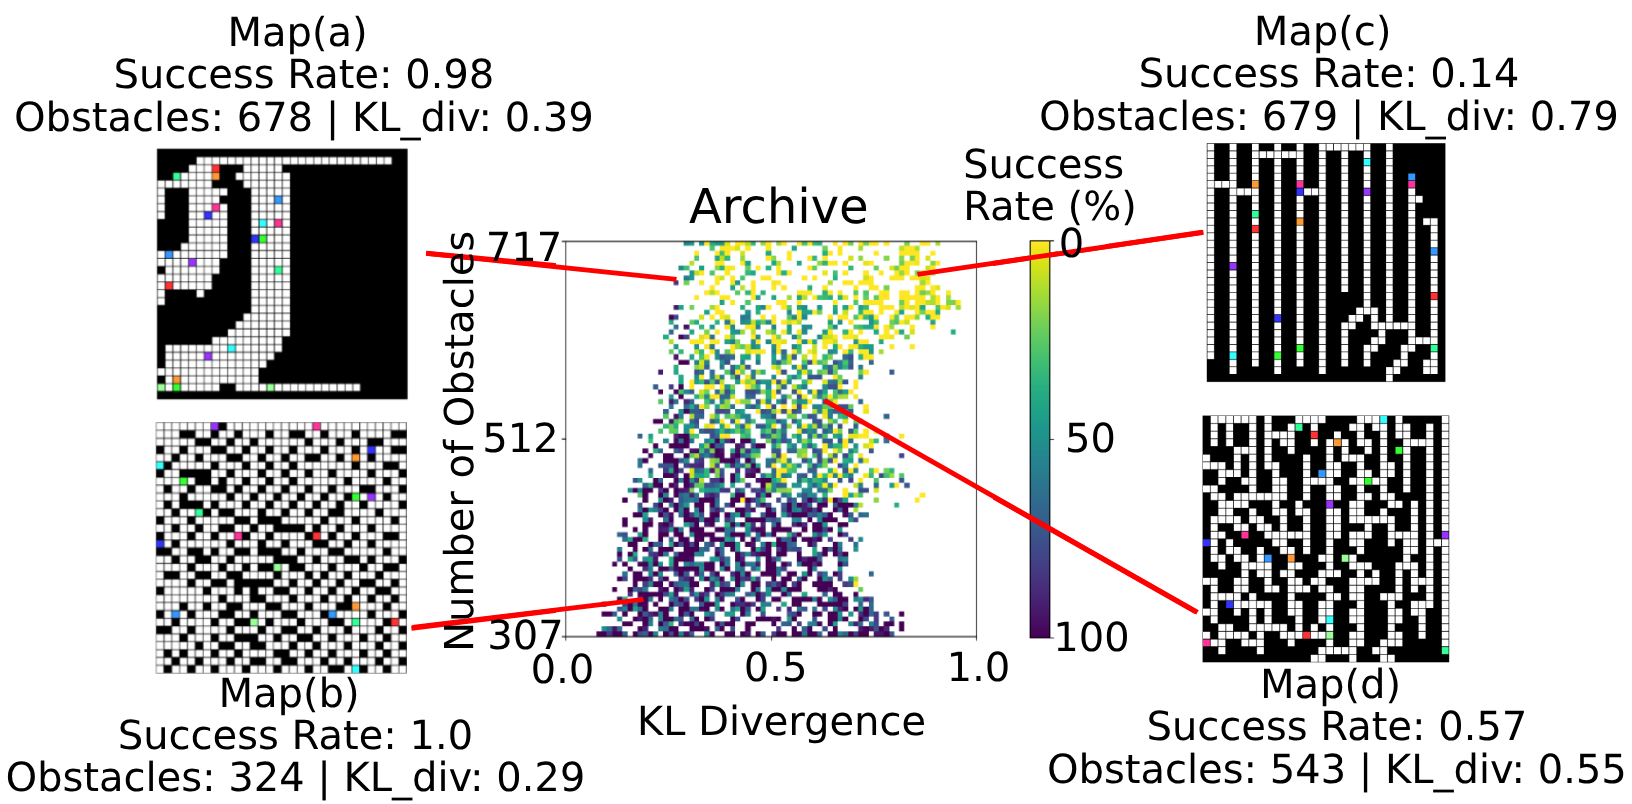 Map(a)
Success Rate: 0.98
Obstacles: 678 | KL_div: 0.39
Map(c)
Success Rate: 0.14
Obstacles: 679 | KL_div: 0.79
Success
Rate (%)
Archive
Number of Obstacles
717
512
307
0.0
0.5
1.0
KL Divergence
0
50
100
Map(b)
Success Rate: 1.0
Obstacles: 324 | KL_div: 0.29
Map(d)
Success Rate: 0.57
Obstacles: 543 | KL_div: 0.55